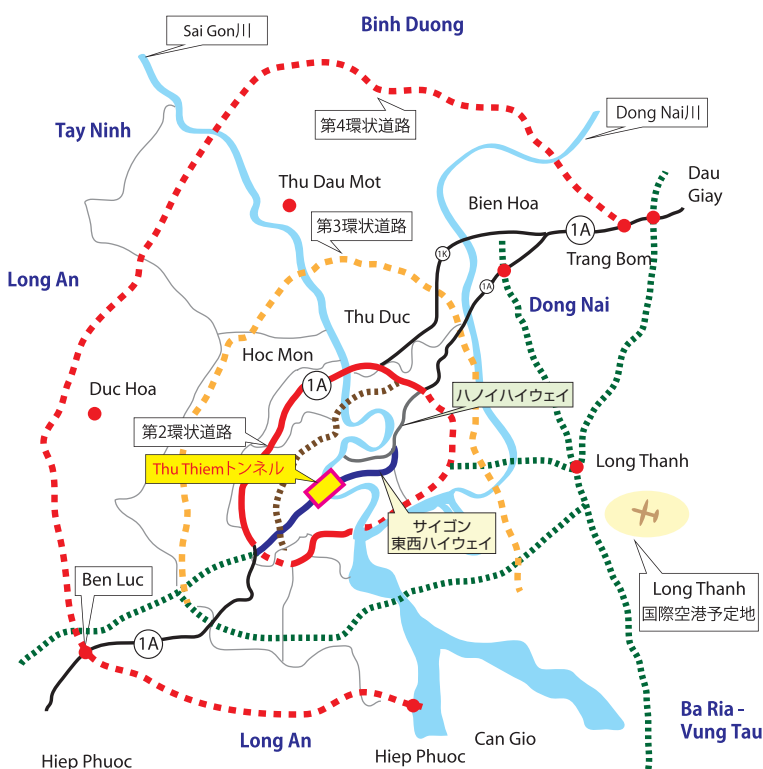 Binh Duong
Sai Gon川
Dong Nai川
第4環状道路
Tay Ninh
Dau
Giay
Thu Dau Mot
Bien Hoa
第3環状道路
1A
1K
Trang Bom
Long An
1A
Dong Nai
Thu Duc
Hoc Mon
1A
Duc Hoa
ハノイハイウェイ
第2環状道路
Thu Thiemトンネル
Long Thanh
サイゴン
東西ハイウェイ
Ben Luc
Long Thanh
国際空港予定地
1A
Ba Ria -
Vung Tau
Long An
Can Gio
Hiep Phuoc
Hiep Phuoc